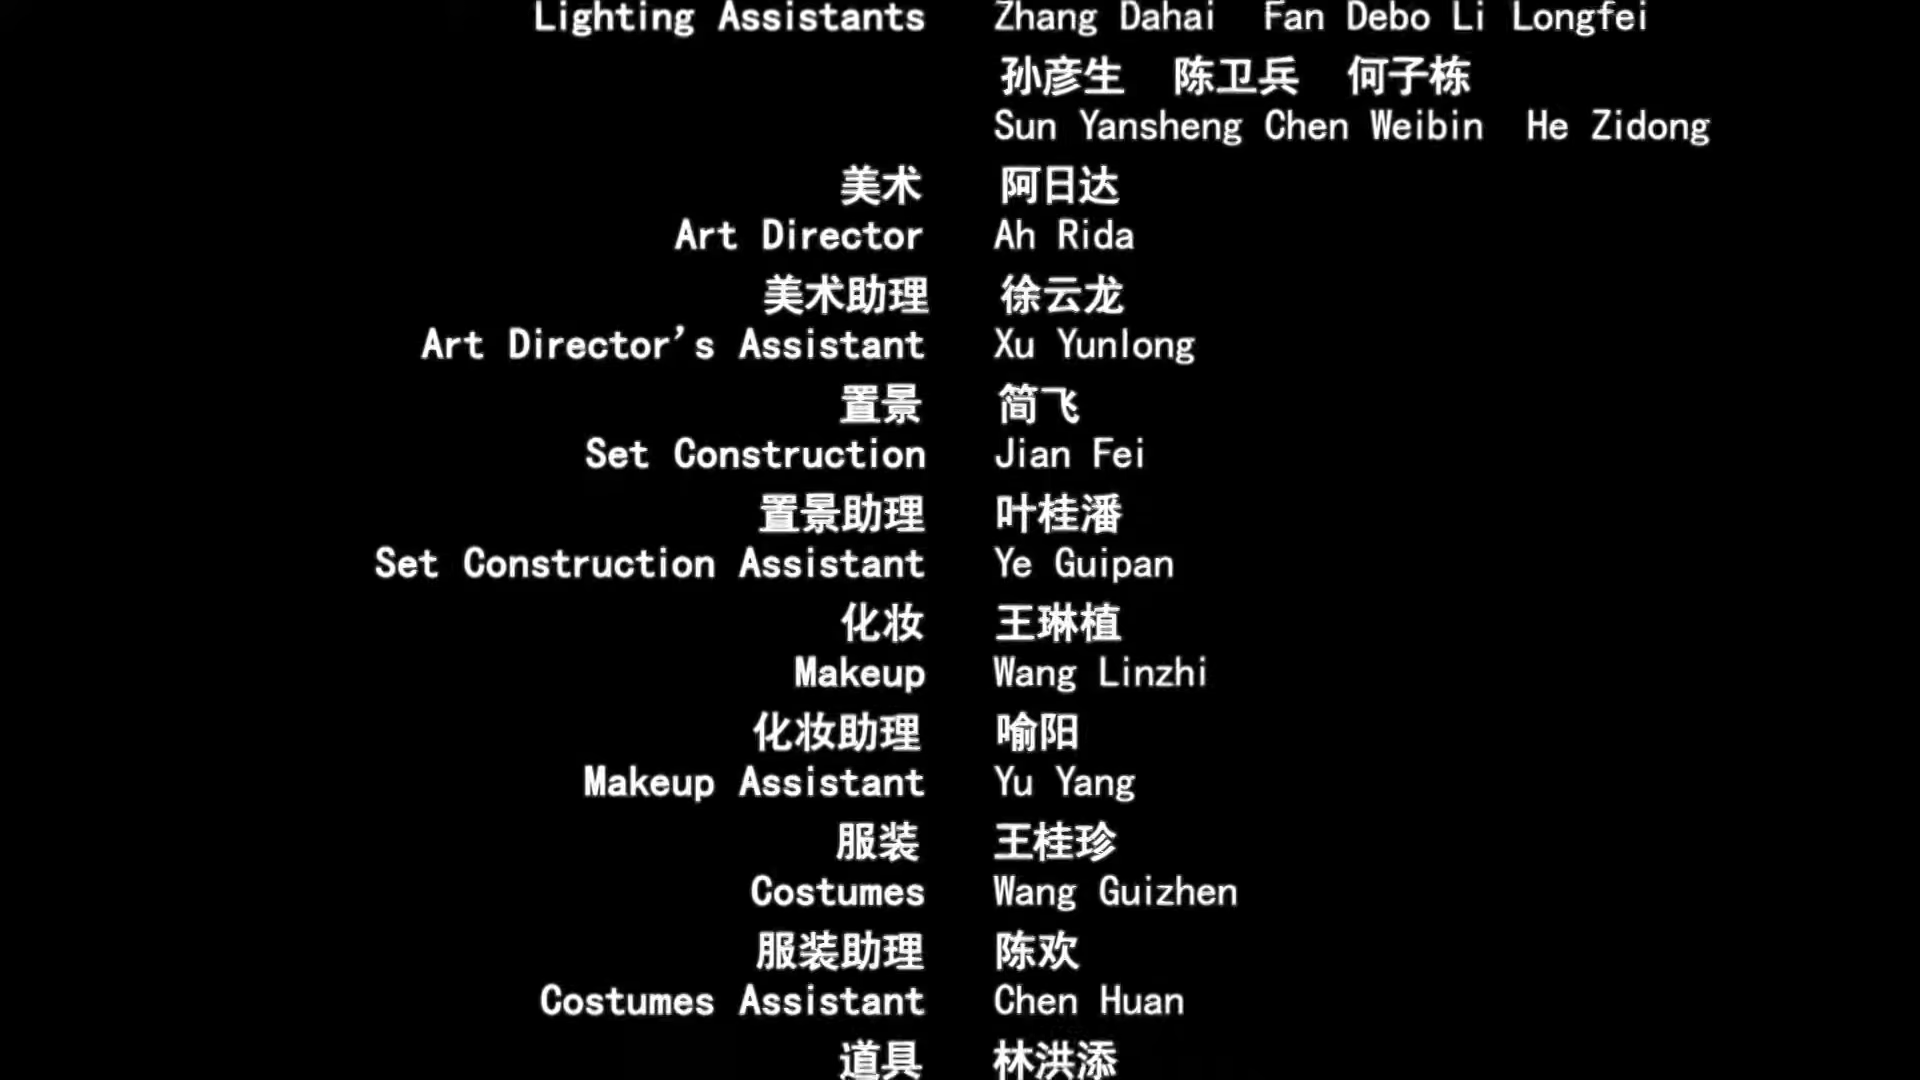 Lighting Assistants Zhang Dahai Fan Debo Li Longfei
孙彦生 陈卫兵 何子栋
Sun Yansheng Chen Weibin He Zidong
美术 阿日达
Art Director Ah Rida
美术助理 徐云龙
Art Director's Assistant Xu Yunlong
置景 简飞
Set Construction Jian Fei
置景助理 叶桂潘
Set Construction Assistant Ye Guipan
化妆 王琳植
Makeup Wang Linzhi
化妆助理 喻阳
Makeup Assistant Yu Yang
服装 王桂珍
Costumes Wang Guizhen
服装助理 陈欢
Costumes Assistant Chen Huan
道具 林洪添